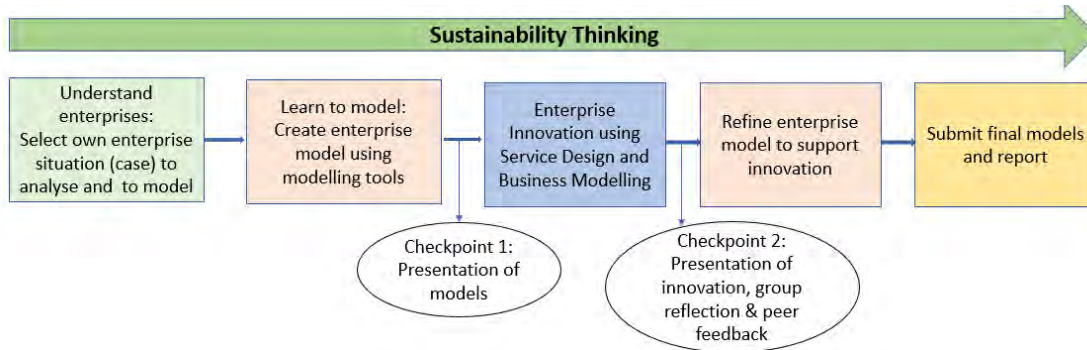 Sustainability Thinking
Understand
enterprises:
Select own enterprise
situation (case) to
analyse and to model
Learn to model:
Create enterprise
model using
modelling tools
Enterprise
Innovation using
Service Design and
Business Modelling
Refine enterprise
model to support
innovation
Submit final models
and report
Checkpoint 1:
Presentation of
models
Checkpoint 2:
Presentation of
innovation, group
reflection & peer
feedback